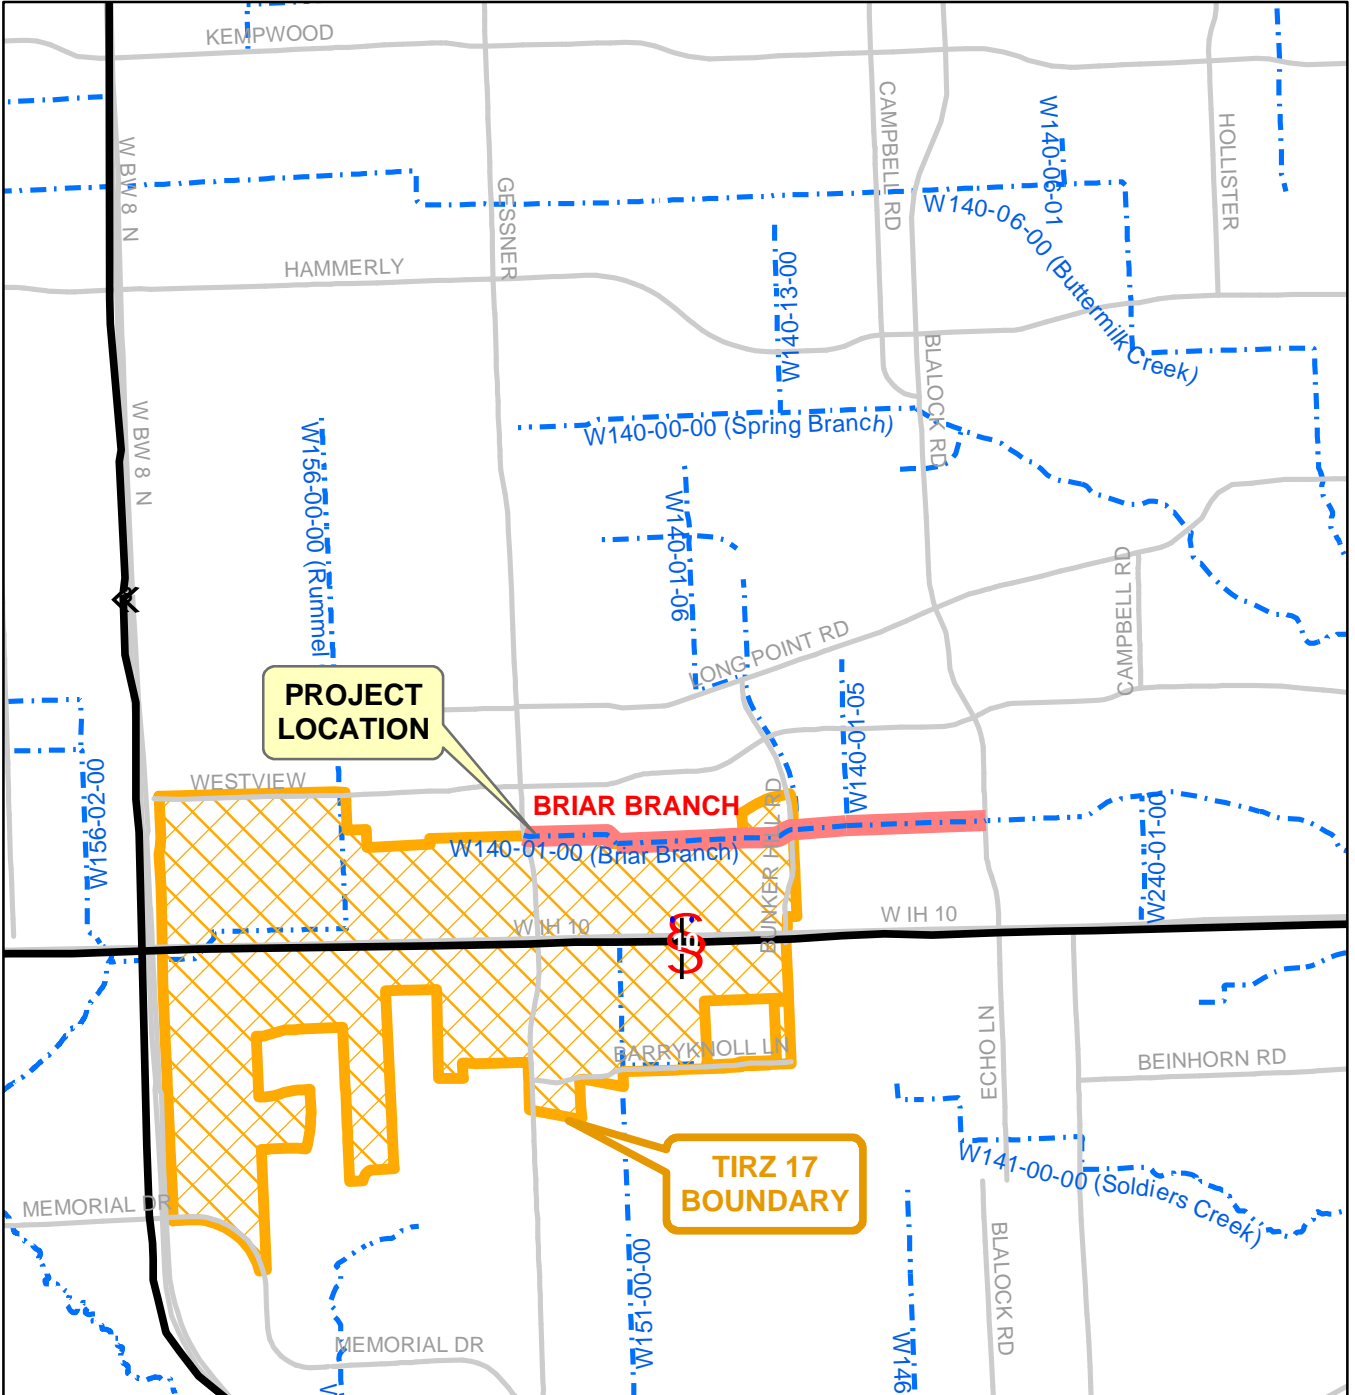 KEMPWOOD
W BW 8 N
CAMPBELL RD
W140-06-01
HOLLISTER
GESSNER
W140-06-00 (Buttermilk Creek)
HAMMERLY
W140-13-00
BLALOCK RD
W BW 8 N
W140-00-00 (Spring Branch)
W156-00-00 (Rummel
W140-01-06
CAMPBELL RD
LONG POINT RD
PROJECT
LOCATION
W140-01-05
WESTVIEW
W156-02-00
BRIAR BRANCH
BUNKER HILL RD
W240-01-00
W140-01-00 (Briar Branch)
W IH 10
10
W IH 10
ECHO LN
BARRYKNOLL LN
BEINHORN RD
TIRZ 17
BOUNDARY
W141-00-00 (Soldiers Creek)
MEMORIAL DR
BLALOCK RD
W151-00-00
MEMORIAL DR
W146
W